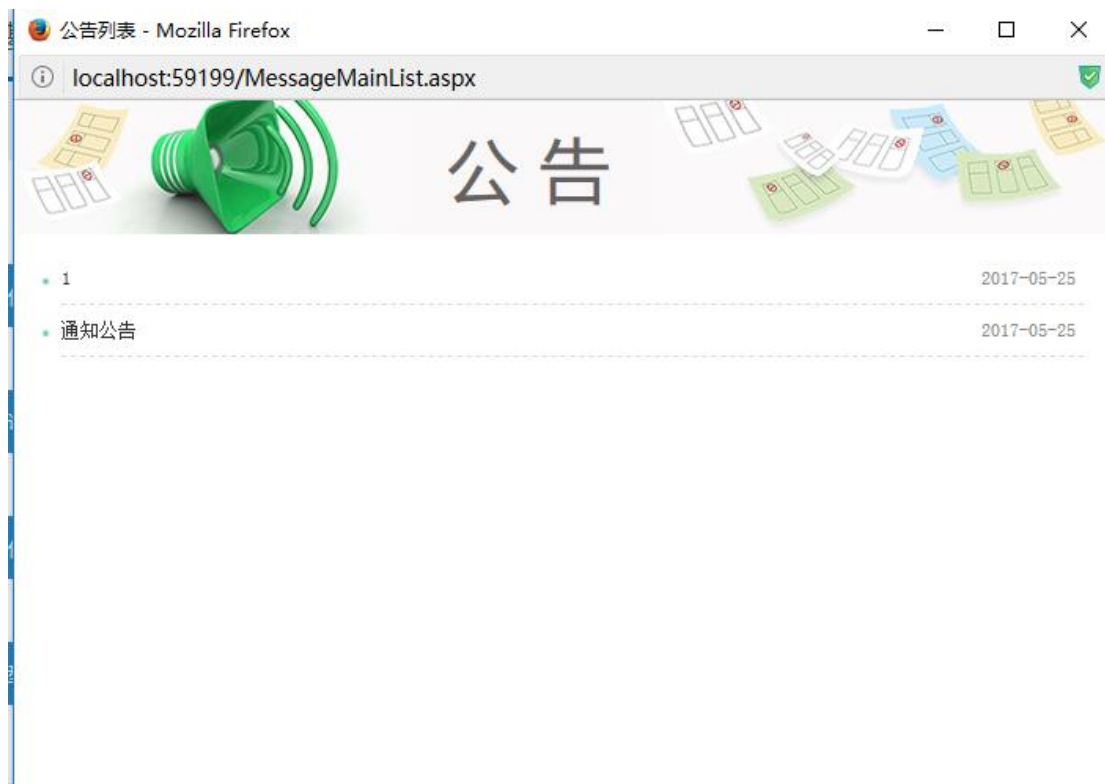 公告列表 - Mozilla Firefox
localhost:59199/MessageMainList.aspx
公告
1 2017-05-25
通知公告 2017-05-25